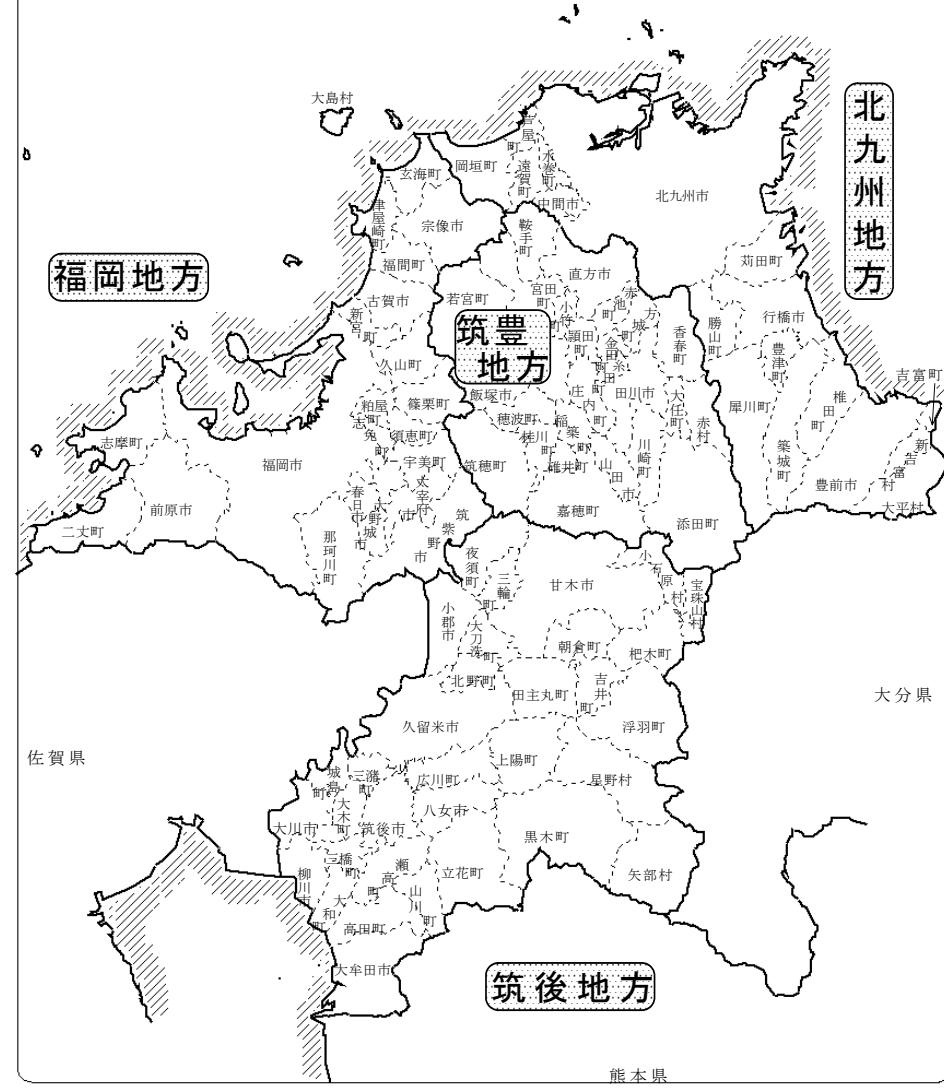 大島村
北九州地方
芦屋町
岡垣町
遠賀町
水巻町
玄海町
北九州市
中間市
津屋崎町
宗像市
鞍手町
福間町
福岡地方
直方市
苅田町
宮田町
若宮町
古賀市
赤池町
小竹町
方城町
新宮町
香春町
勝山町
行橋市
筑豊
地方
頴田町
金田町
糸田町
豊津町
久山町
吉富町
飯塚市
庄内町
田川市
大任町
犀川町
椎田町
粕屋町
篠栗町
志免町
穂波町
稲築町
赤村
須恵町
桂川町
川崎町
築城町
新吉富村
志摩町
福岡市
宇美町
筑穂町
碓井町
山田市
豊前市
太宰府市
春日市
大野城市
前原市
嘉穂町
大平村
筑紫野市
添田町
二丈町
那珂川町
夜須町
三輪町
甘木市
小石原村
宝珠山村
小郡市
大刀洗町
朝倉町
杷木町
北野町
田主丸町
吉井町
大分県
久留米市
浮羽町
佐賀県
上陽町
城島町
三潴町
広川町
星野村
大木町
八女市
大川市
筑後市
黒木町
三橋町
瀬高町
立花町
矢部村
柳川市
大和町
山川町
高田町
大牟田市
筑後地方
熊本県